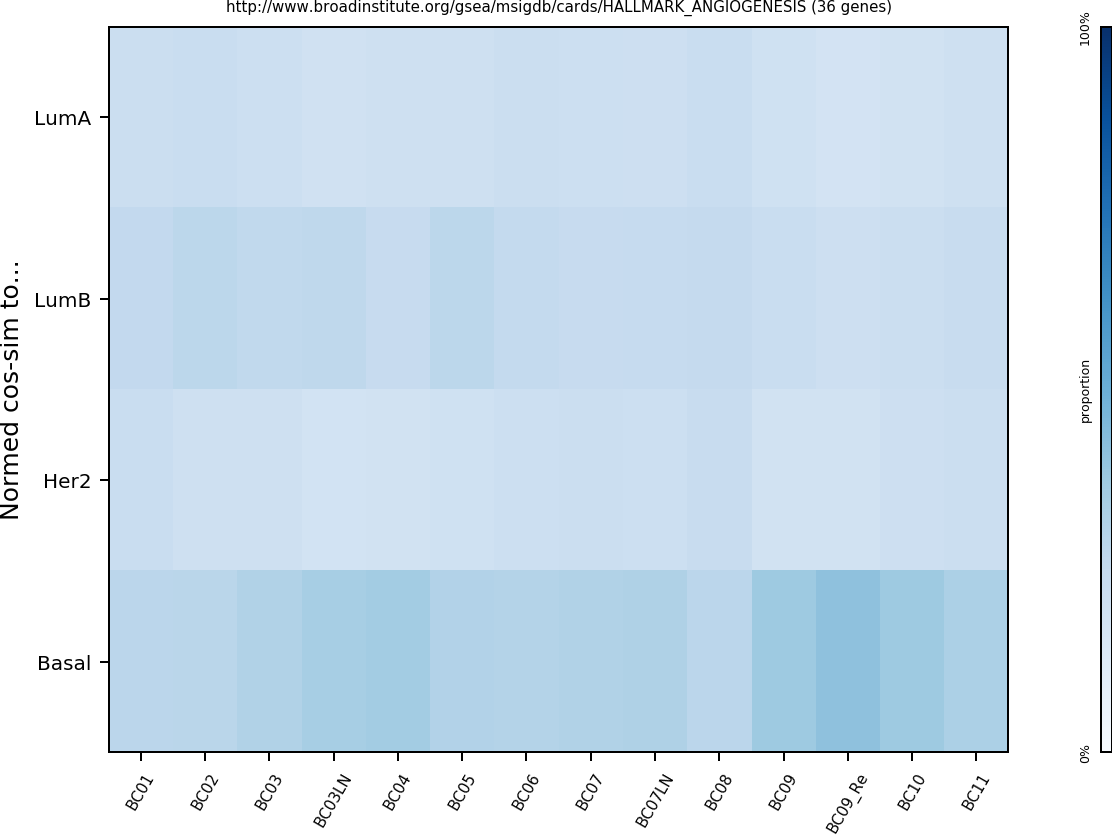 http://www.broadinstitute.org/gsea/msigdb/cards/HALLMARK_ANGIOGENESIS (36 genes)
100%
LumA
LumB
Her2
Basal
Normed cos-sim to...
proportion
0%
BC01
BC02
BC03
BC03LN
BC04
BC05
BC06
BC07
BC07LN
BC08
BC09
BC09_Re
BC10
BC11